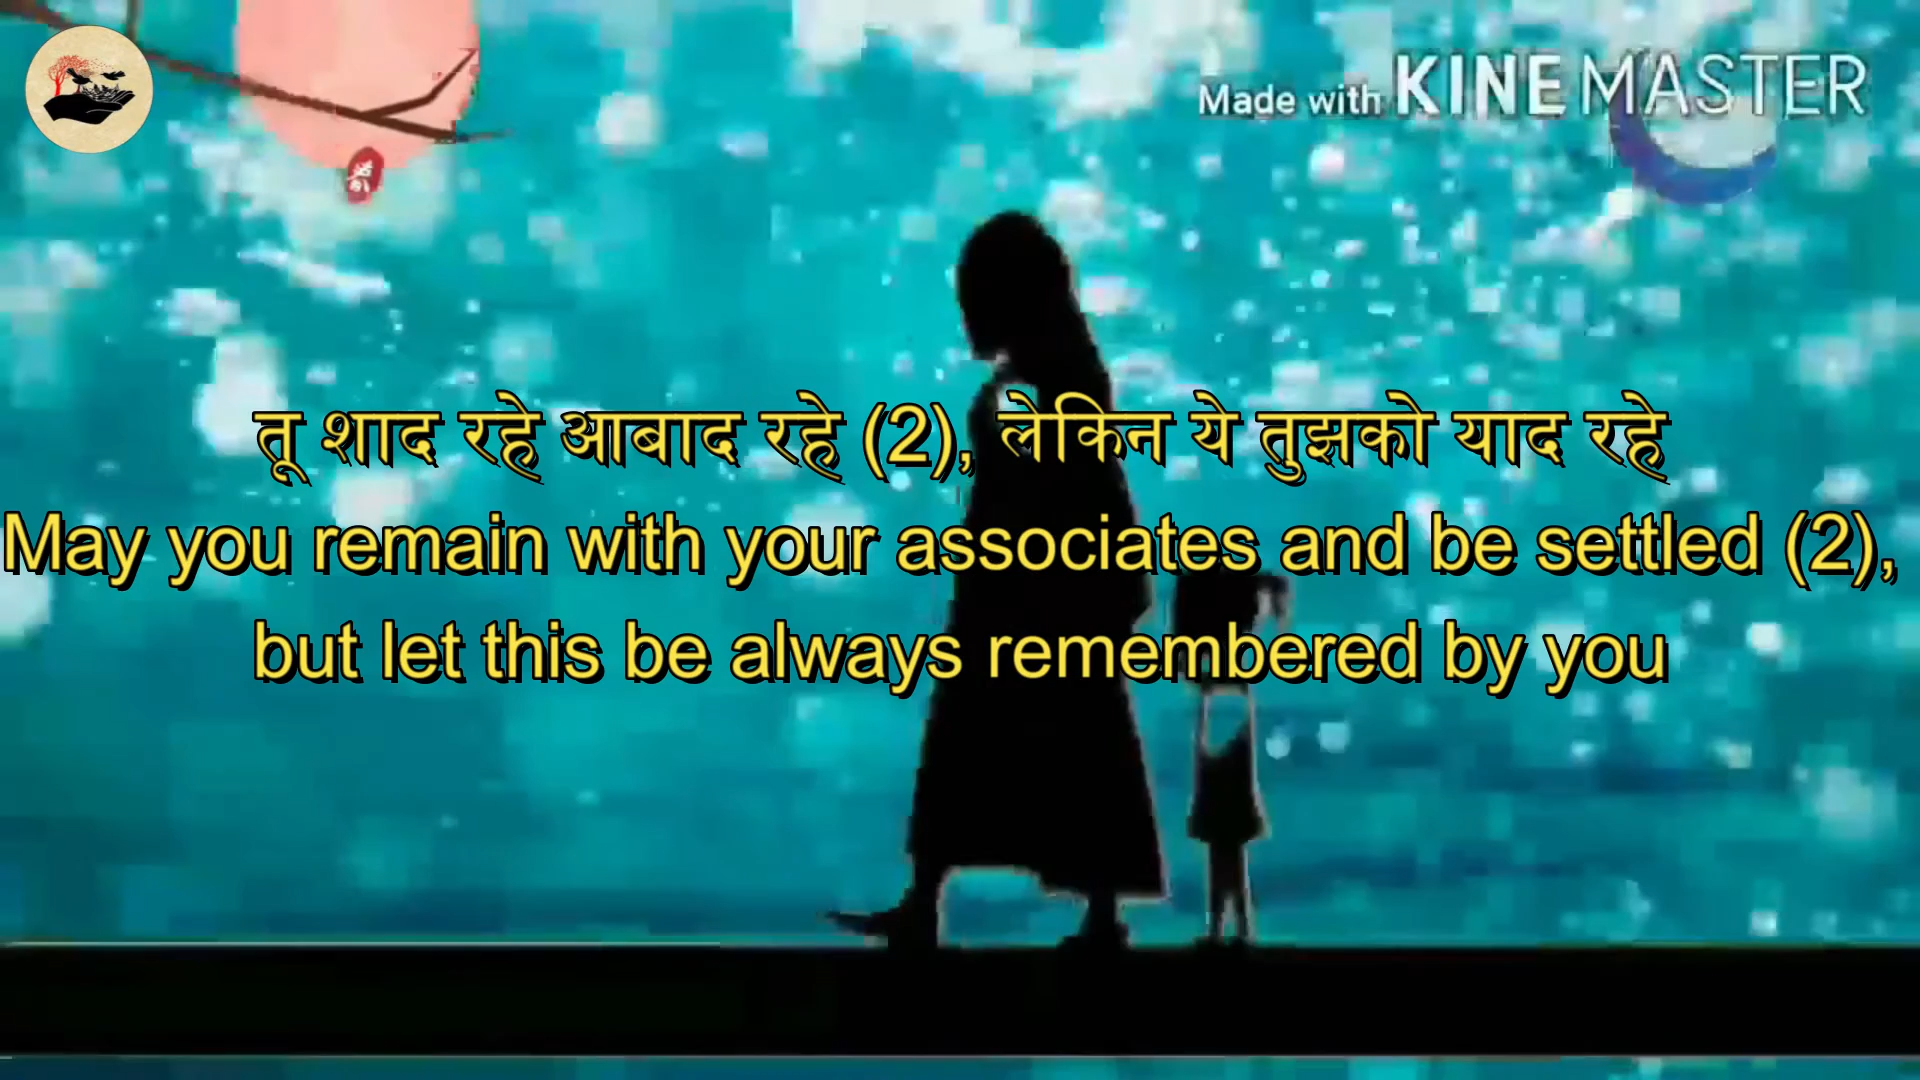 Made with KINEMASTER
तू शाद रहे आबाद रहे (2), लेकिन ये तुझको याद रहे
May you remain with your associates and be settled (2),
but let this be always remembered by you